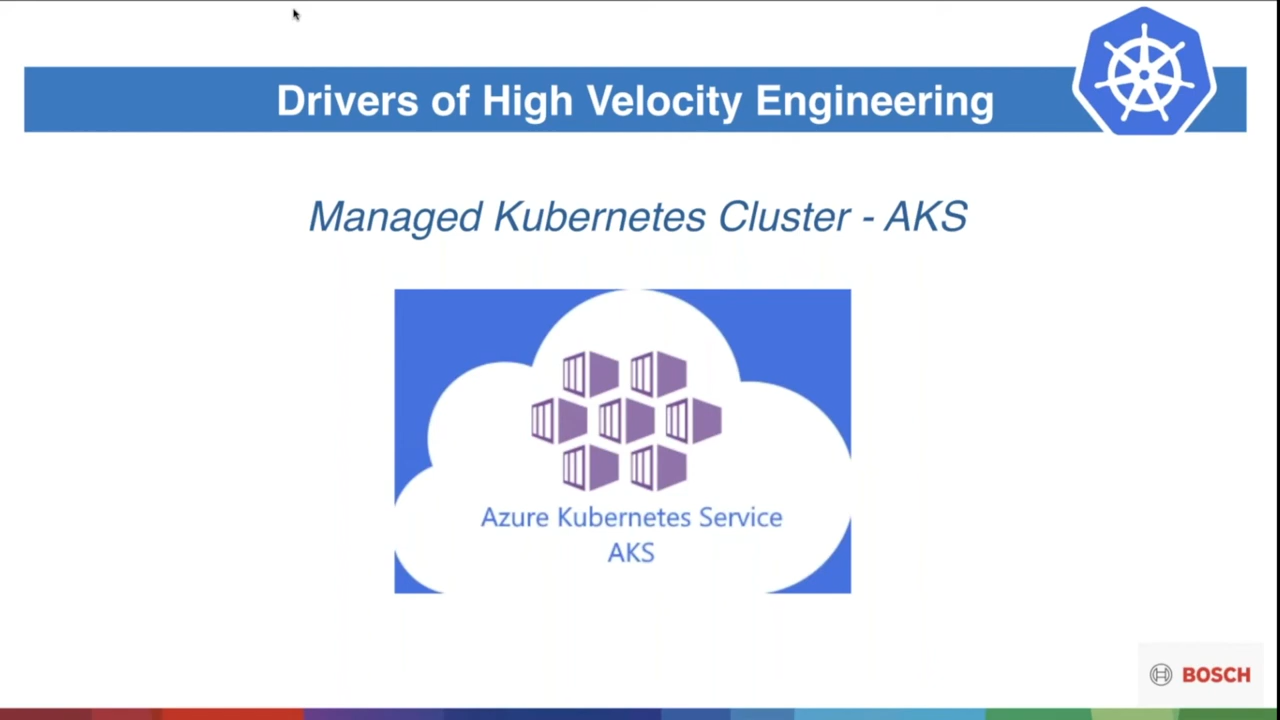 Drivers of High Velocity Engineering
Managed Kubernetes Cluster - AKS
Azure Kubernetes Service
AKS
BOSCH